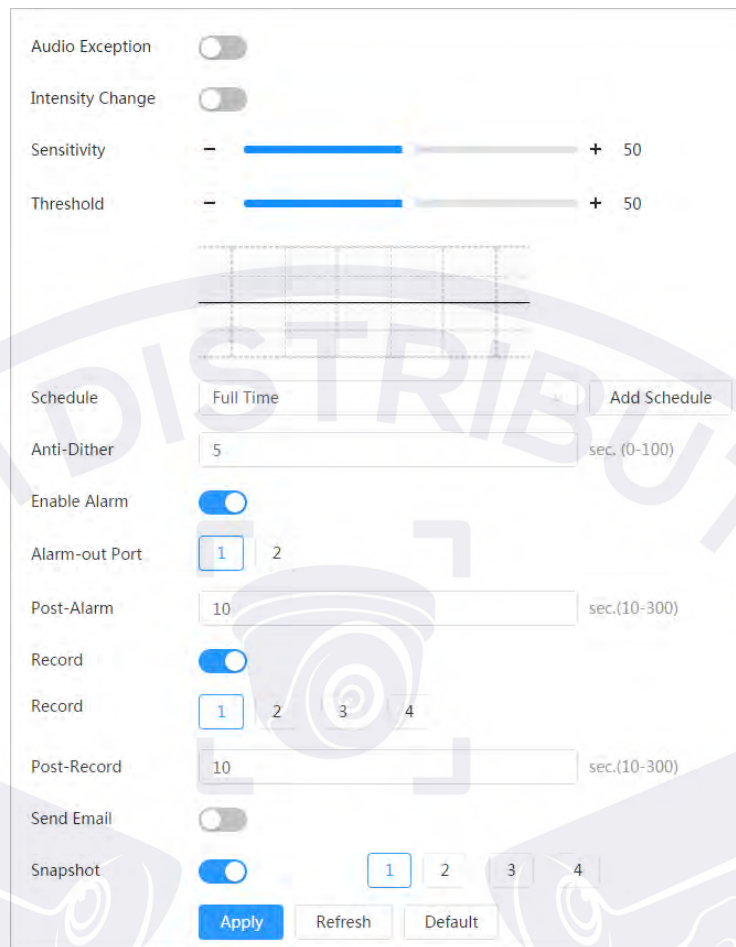 Audio Exception
Intensity Change
Sensitivity - + 50
Threshold - + 50
Schedule Full Time Add Schedule
Anti-Dither 5 sec. (0-100)
Enable Alarm
Alarm-out Port 1 2
Post-Alarm 10 sec.(10-300)
Record
Record 1 2 3 4
Post-Record 10 sec.(10-300)
Send Email
Snapshot 1 2 3 4
Apply Refresh Default
DISTRIBUT